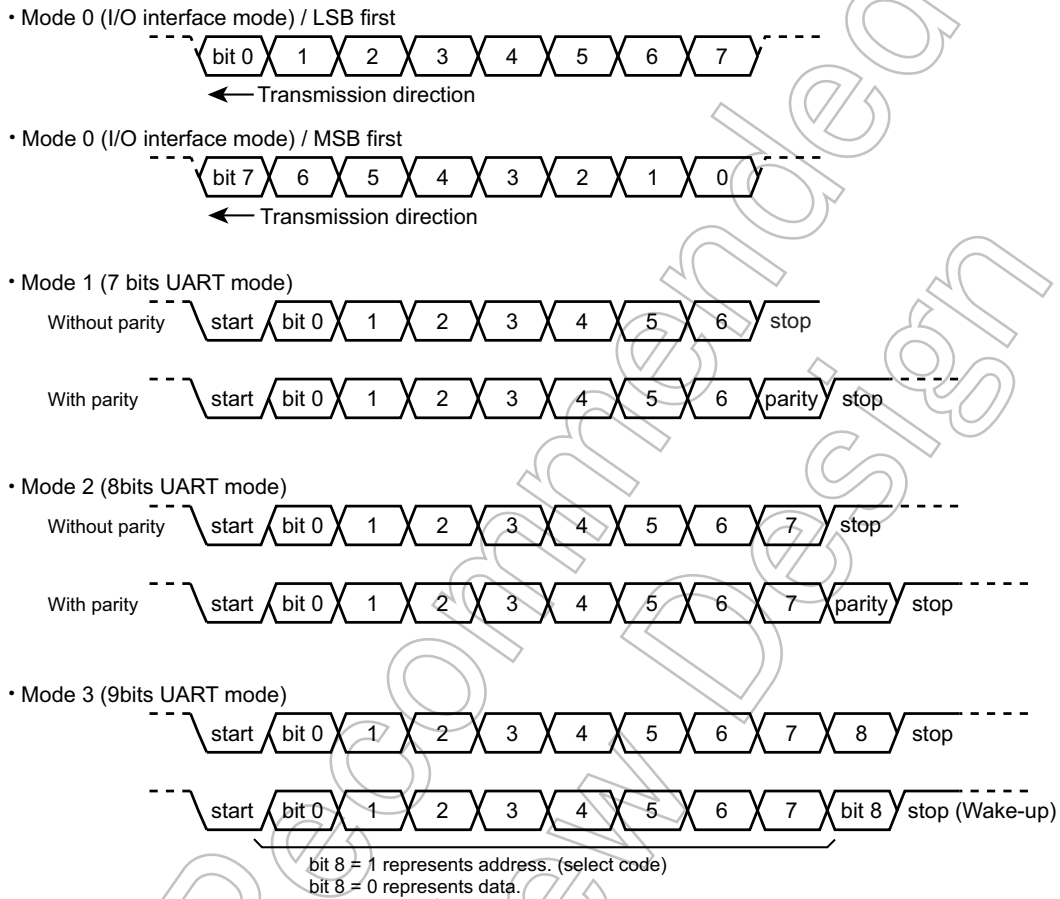 ・Mode 0 (I/O interface mode) / LSB first
bit 0 1 2 3 4 5 6 7
Transmission direction
・Mode 0 (I/O interface mode) / MSB first
bit 7 6 5 4 3 2 1 0
Transmission direction
・Mode 1 (7 bits UART mode)
Without parity start bit 0 1 2 3 4 5 6 stop
With parity start bit 0 1 2 3 4 5 6 parity stop
・Mode 2 (8bits UART mode)
Without parity start bit 0 1 2 3 4 5 6 7 stop
With parity start bit 0 1 2 3 4 5 6 7 parity stop
・Mode 3 (9bits UART mode)
start bit 0 1 2 3 4 5 6 7 8 stop
start bit 0 1 2 3 4 5 6 7 bit 8 stop (Wake-up)
bit 8 = 1 represents address. (select code)
bit 8 = 0 represents data.
Recommended
ew Design